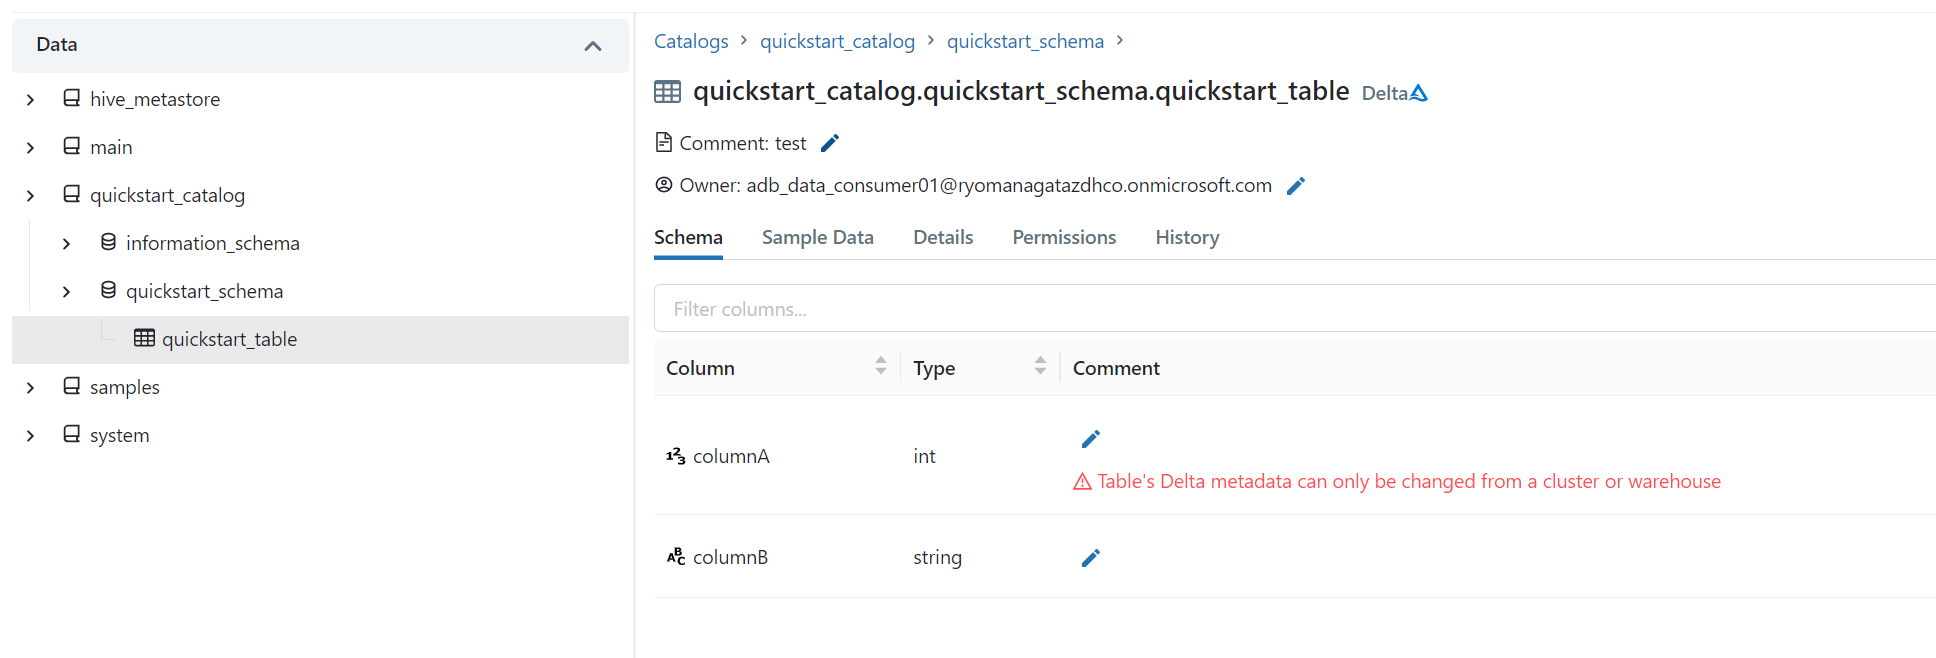 Data
hive_metastore
main
quickstart_catalog
information_schema
quickstart_schema
quickstart_table
samples
system
Catalogs > quickstart_catalog > quickstart_schema >
quickstart_catalog.quickstart_schema.quickstart_table Delta
Comment: test
Owner: adb_data_consumer01@ryomanagatazdhco.onmicrosoft.com
Schema Sample Data Details Permissions History
Filter columns...
Column Type Comment
columnA int
Table's Delta metadata can only be changed from a cluster or warehouse
columnB string